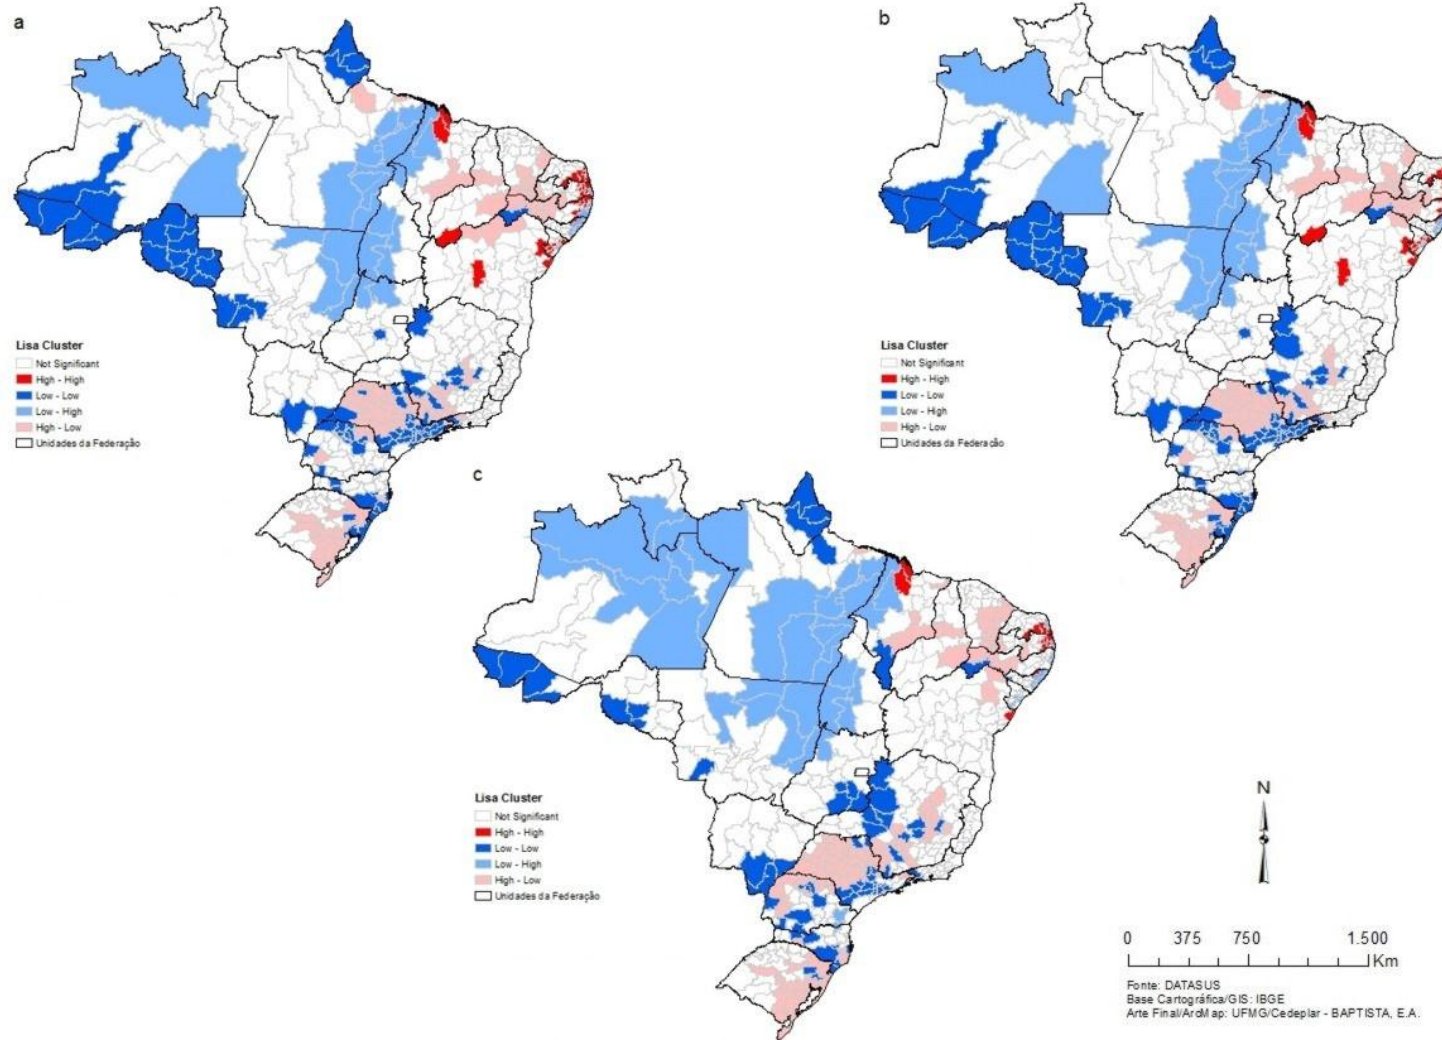 a
Lisa Cluster
Not Significant
High - High
Low - Low
Low - High
High - Low
Unidades da Federação
b
Lisa Cluster
Not Significant
High - High
Low - Low
Low - High
High - Low
Unidades da Federação
c
Lisa Cluster
Not Significant
High - High
Low - Low
Low - High
High - Low
Unidades da Federação
N
0 375 750 1.500
Km
Fonte: DATASUS
Base Cartográfica/GIS: IBGE
Arte Final/ArcMap: UFMG/Cedeplar - BAPTISTA, E.A.